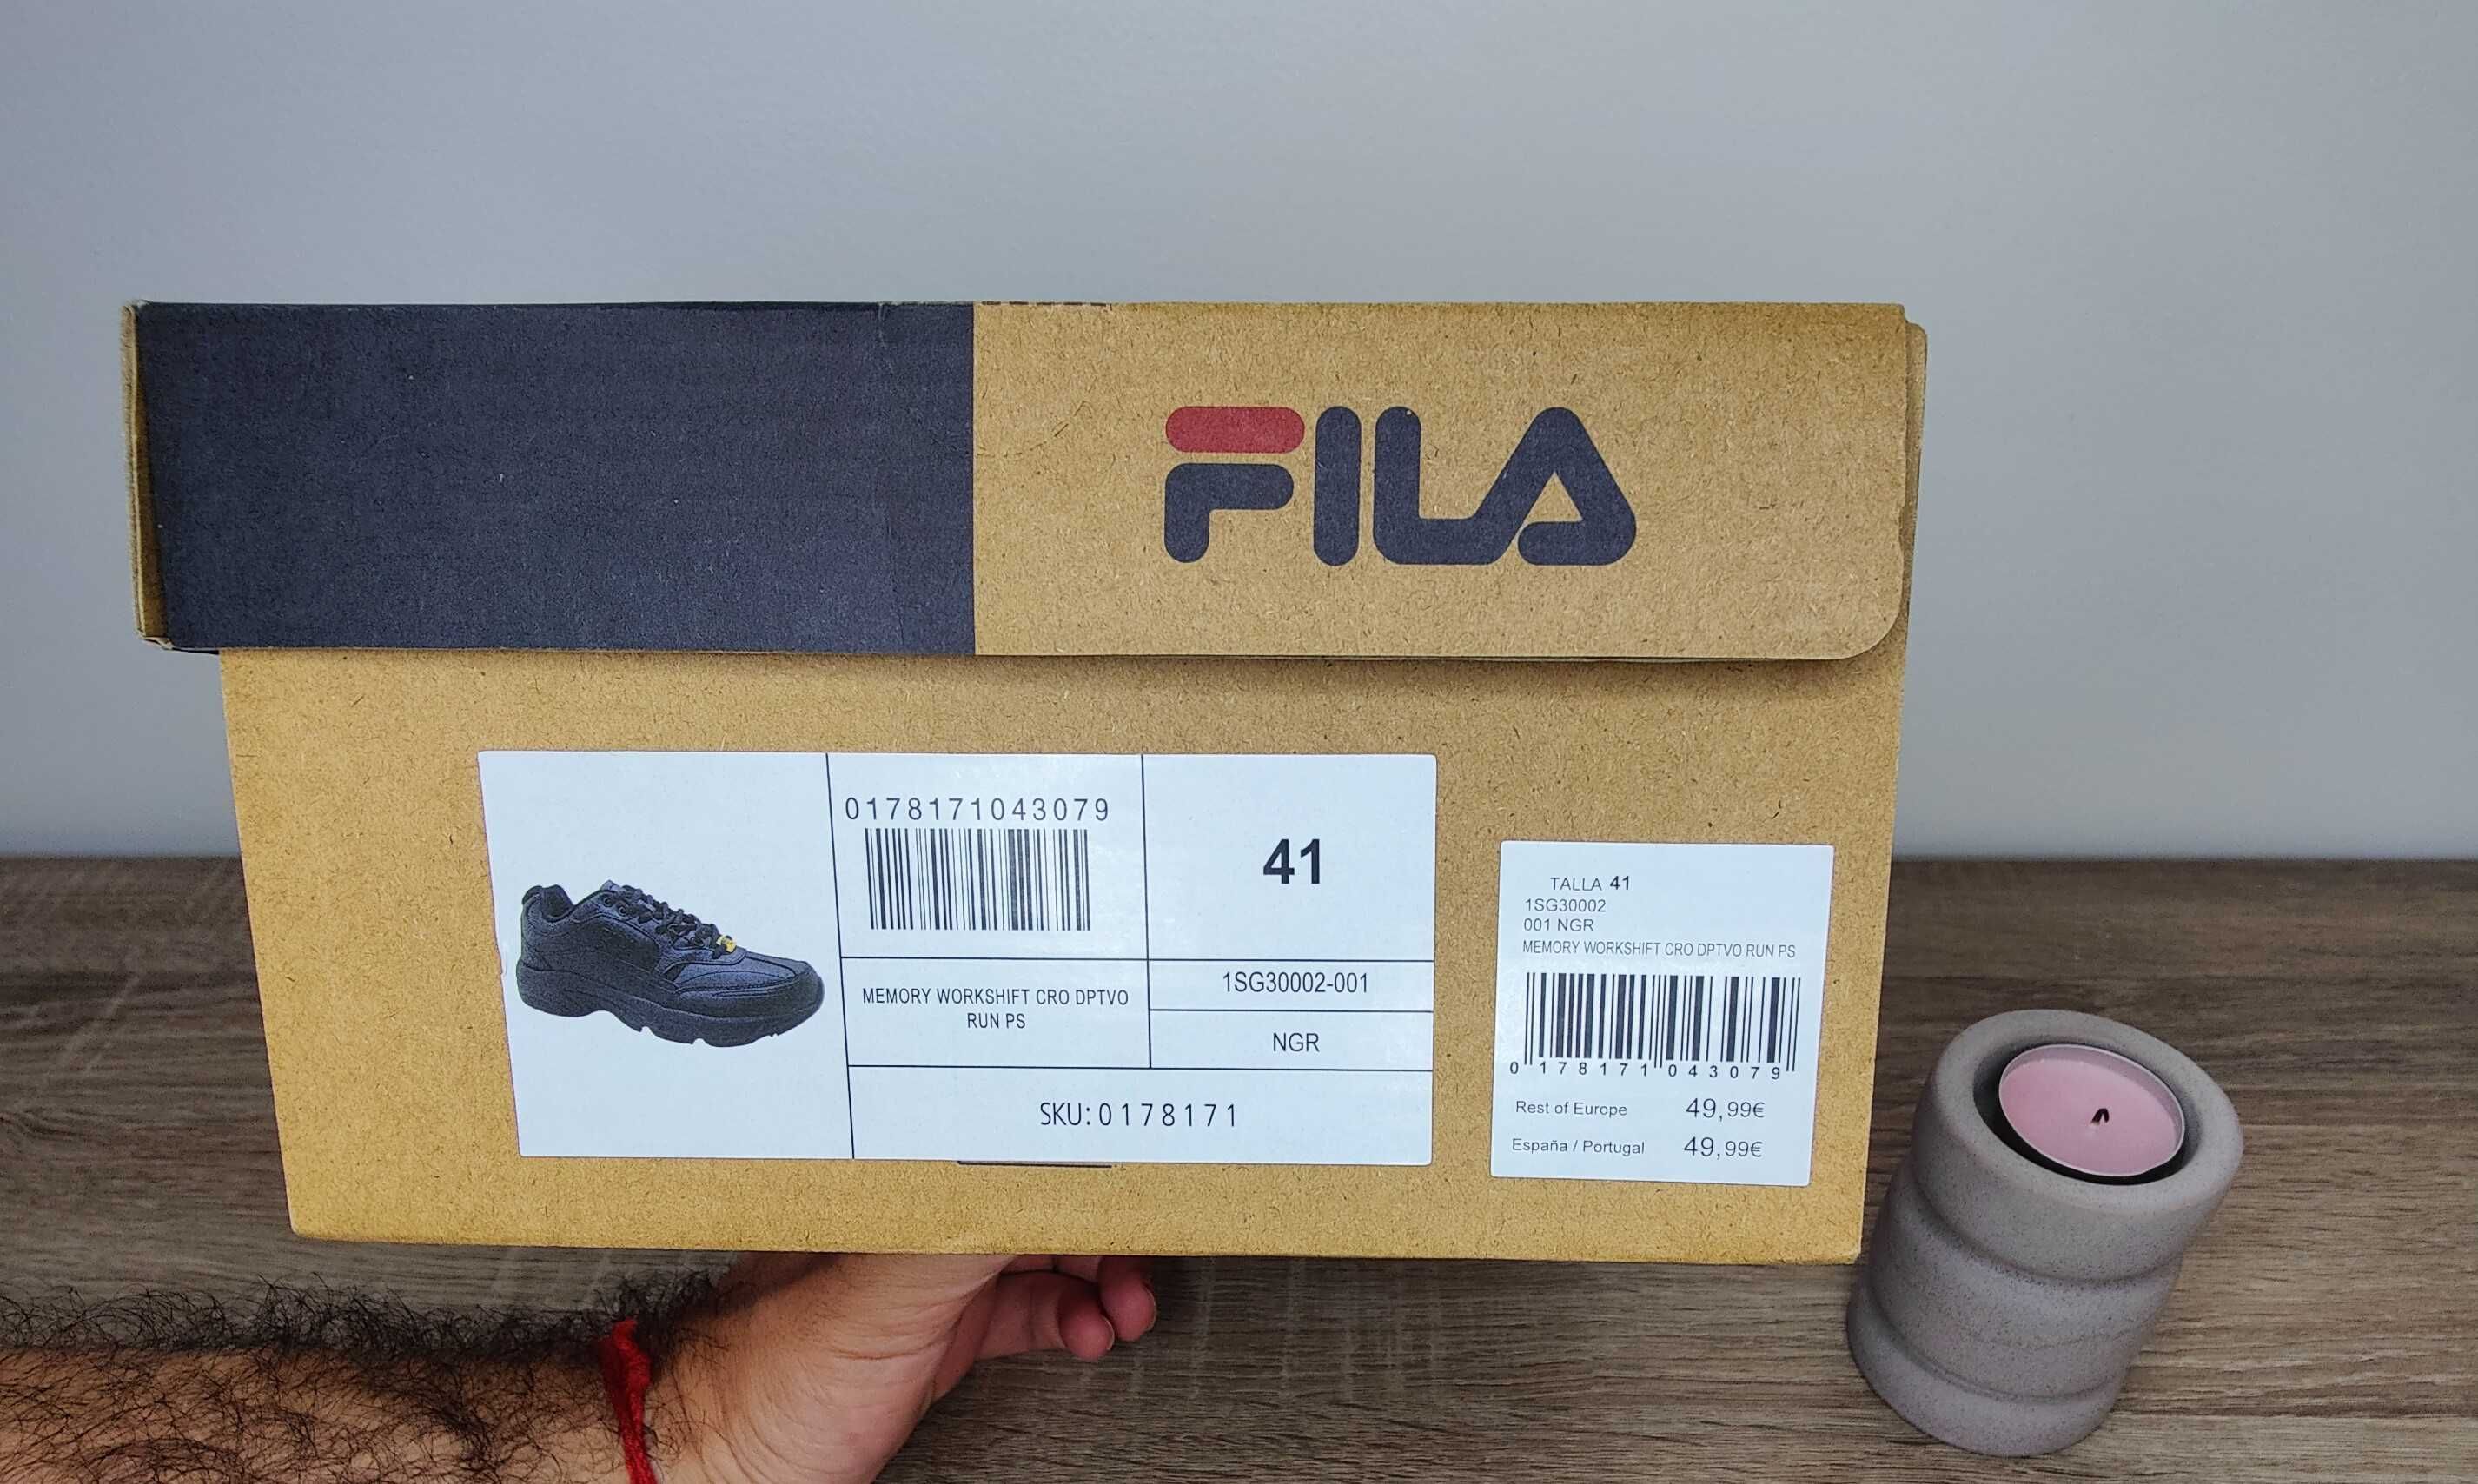 FILA
0178171043079
41
MEMORY WORKSHIFT CRO DPTVO
RUN PS
1SG30002-001
NGR
SKU:0178171
TALLA 41
1SG30002
001 NGR
MEMORY WORKSHIFT CRO DPTVO RUN PS
0 178171 043079
Rest of Europe 49,99€
España / Portugal 49,99€